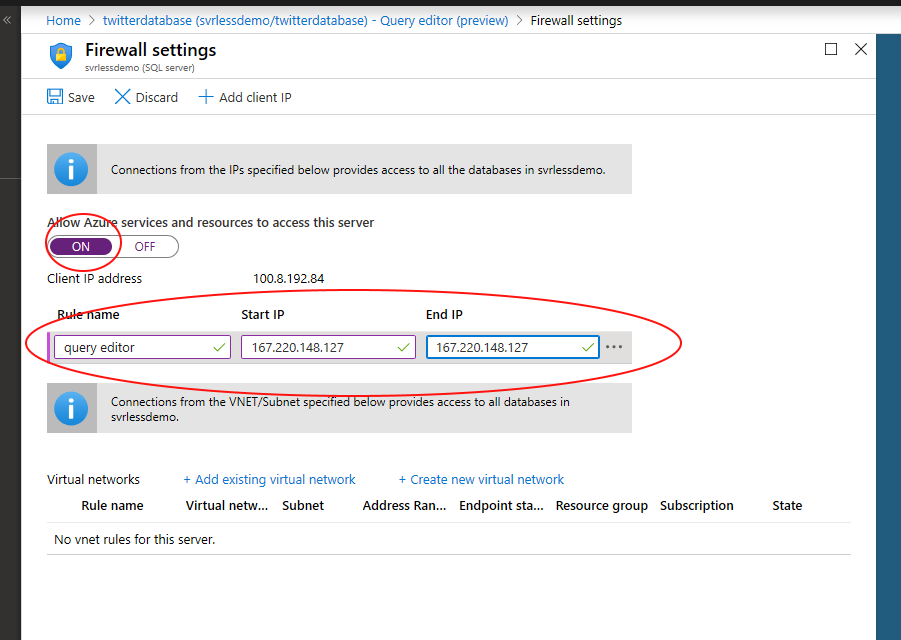 «
Home > twitterdatabase (svrlessdemo/twitterdatabase) - Query editor (preview) > Firewall settings
Firewall settings
svrlessdemo (SQL server)
Save Discard + Add client IP
Connections from the IPs specified below provides access to all the databases in svrlessdemo.
Allow Azure services and resources to access this server
ON OFF
Client IP address 100.8.192.84
Rule name Start IP End IP
query editor 167.220.148.127 167.220.148.127 ...
Connections from the VNET/Subnet specified below provides access to all databases in
svrlessdemo.
Virtual networks + Add existing virtual network + Create new virtual network
Rule name Virtual netw... Subnet Address Ran... Endpoint sta... Resource group Subscription State
No vnet rules for this server.